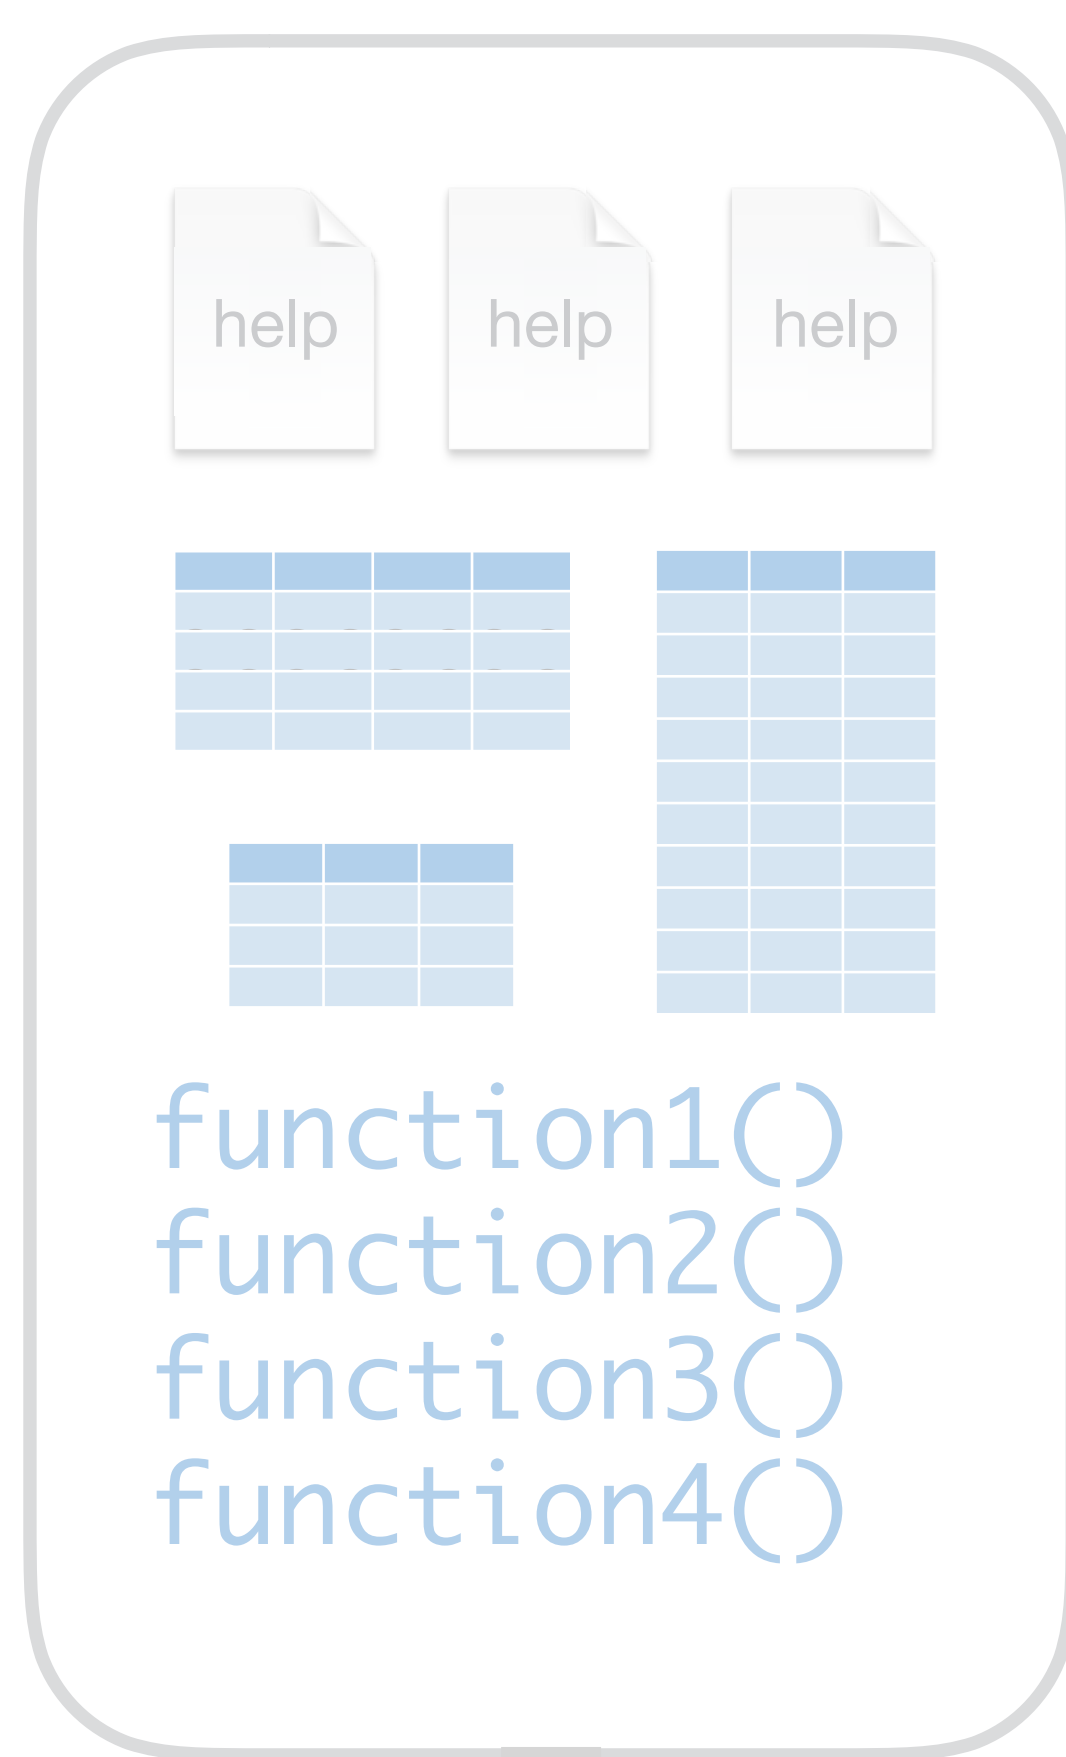 help help help
function1()
function2()
function3()
function4()